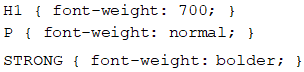 H1 { font-weight: 700; }
P { font-weight: normal; }
STRONG { font-weight: bolder; }